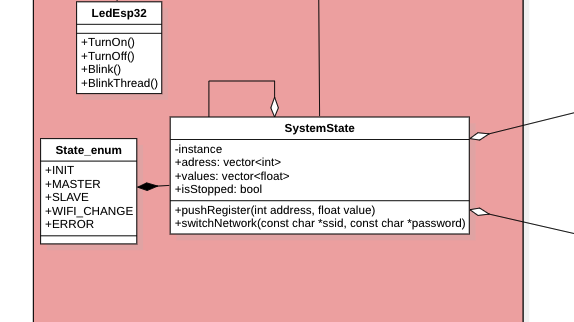 LedEsp32
+TurnOn()
+TurnOff()
+Blink()
+BlinkThread()
State_enum
+INIT
+MASTER
+SLAVE
+WIFI_CHANGE
+ERROR
SystemState
-instance
+adress: vector<int>
+values: vector<float>
+isStopped: bool
+pushRegister(int address, float value)
+switchNetwork(const char *ssid, const char *password)